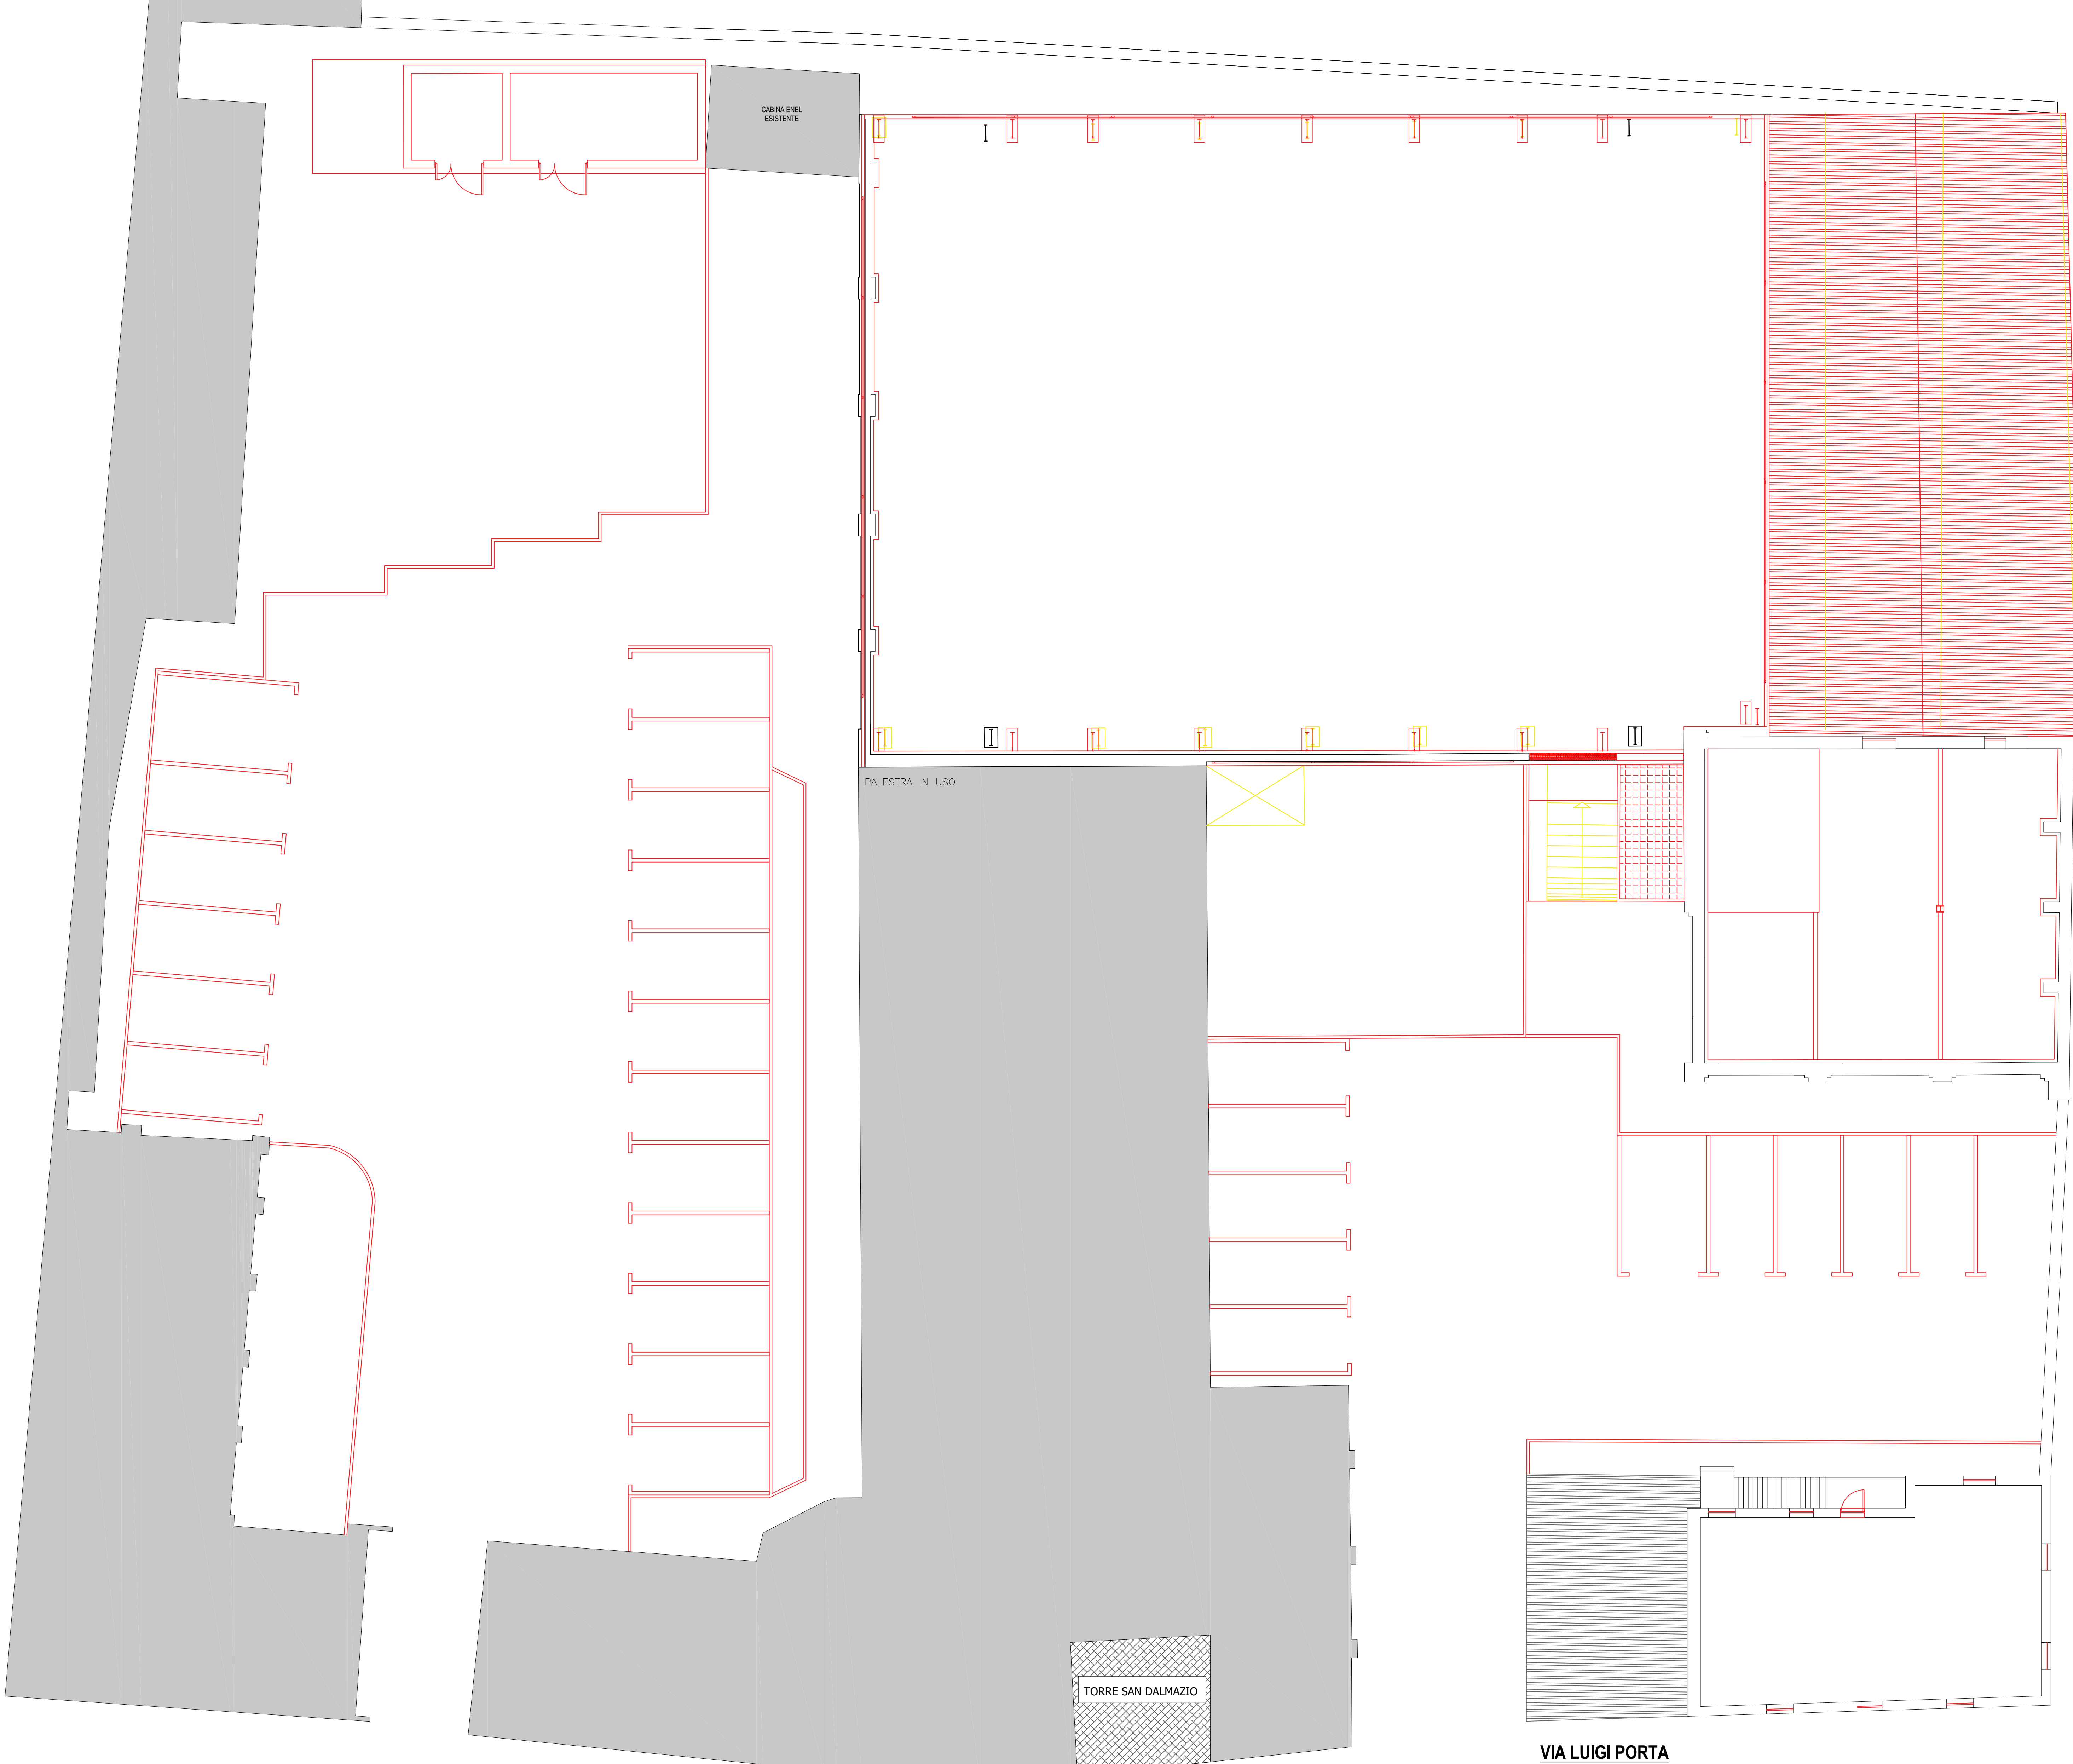 CABINA ENEL
ESISTENTE
PALESTRA IN USO
TORRE SAN DALMAZIO
VIA LUIGI PORTA